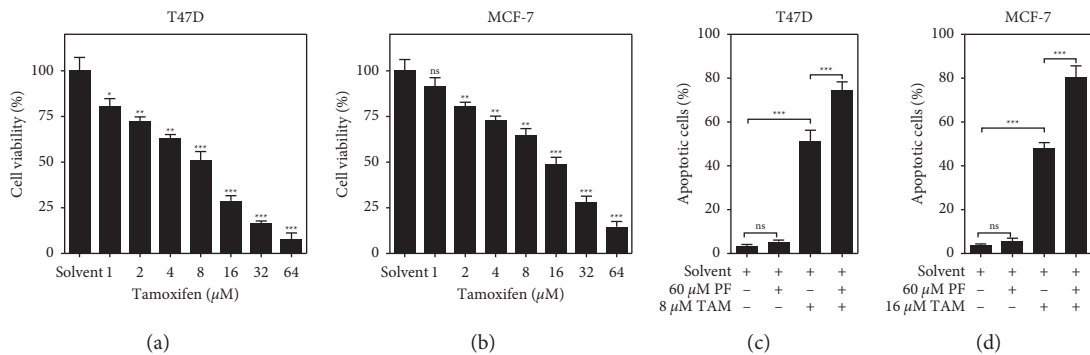 T47D
Cell viability (%)
100
75
50
25
0
* ** ** *** *** *** ***
Solvent 1 2 4 8 16 32 64
Tamoxifen (μM)
(a)
MCF-7
Cell viability (%)
100
75
50
25
0
ns ** ** *** *** *** ***
Solvent 1 2 4 8 16 32 64
Tamoxifen (μM)
(b)
T47D
Apoptotic cells (%)
100
80
60
40
20
0
***
***
ns
Solvent + + + +
60 μM PF – + – +
8 μM TAM – – + +
(c)
MCF-7
Apoptotic cells (%)
100
80
60
40
20
0
***
***
ns
Solvent + + + +
60 μM PF – + – +
16 μM TAM – – + +
(d)